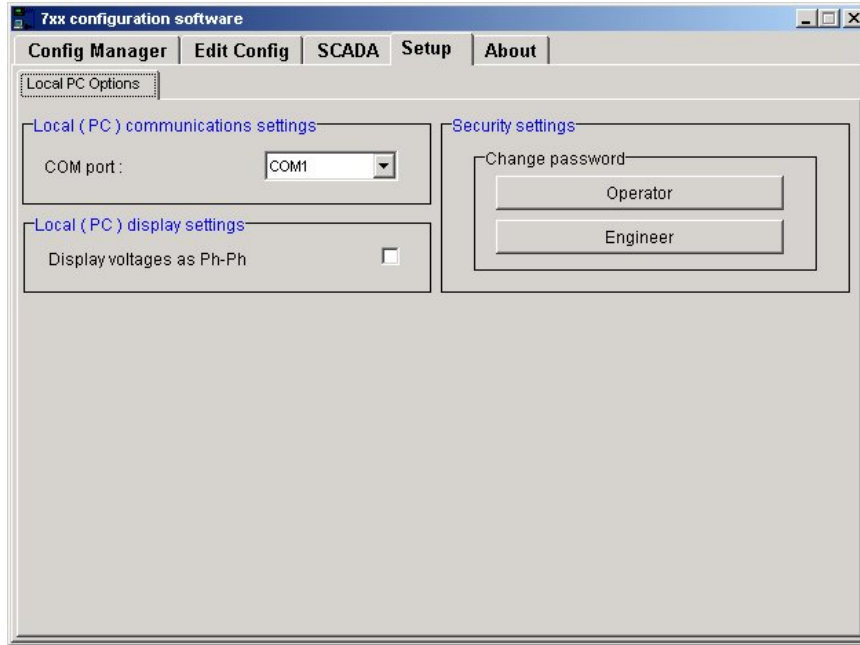 7xx configuration software
Config Manager Edit Config SCADA Setup About
Local PC Options
Local ( PC ) communications settings
COM port : COM1
Local ( PC ) display settings
Display voltages as Ph-Ph
Security settings
Change password
Operator
Engineer